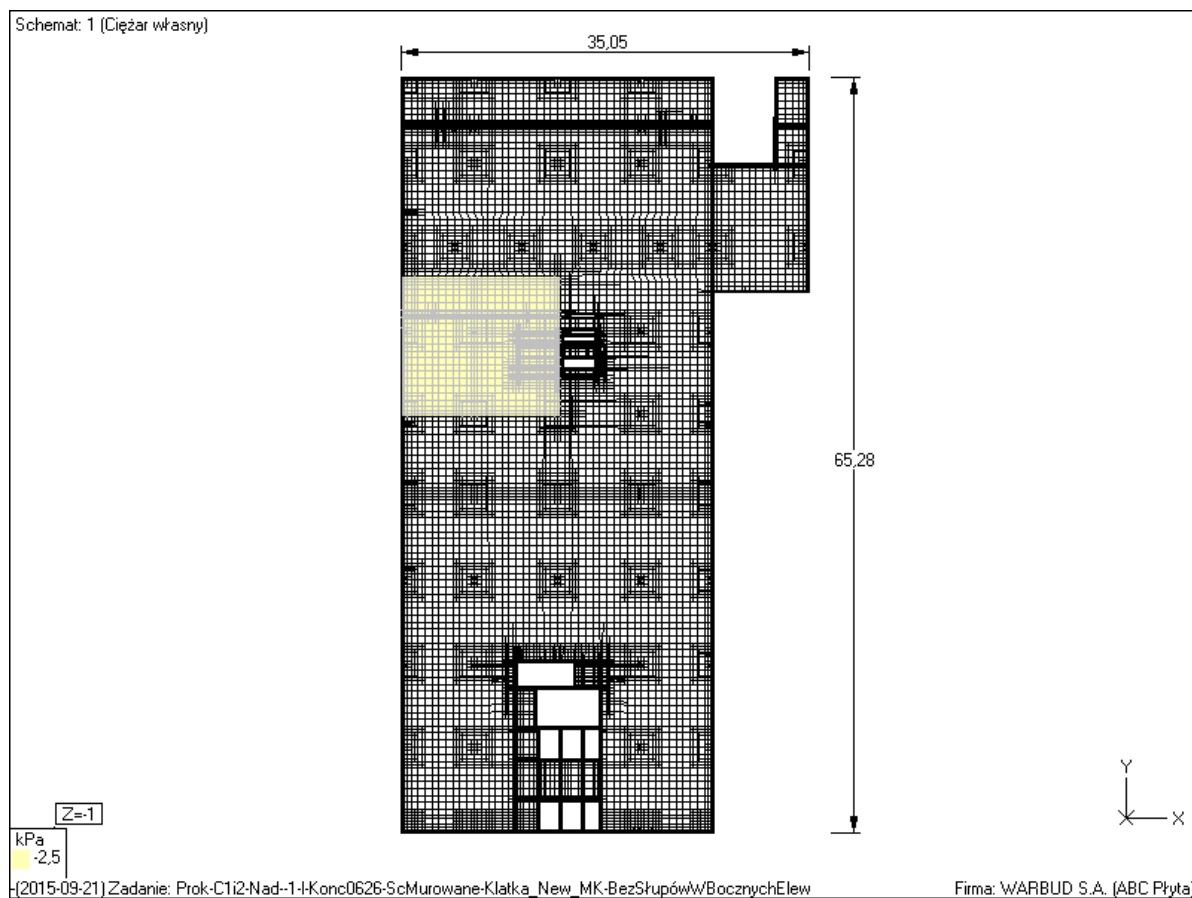 Schemat: 1 (Ciężar własny)
35,05
65,28
Y
X
Z=-1
kPa
-2,5
(2015-09-21) Zadanie: Prok-C1i2-Nad--1-I-Konc0626-ScMurowane-Klatka_New_MK-BezSłupówWBocznychElew
Firma: WARBUD S.A. (ABC Płyta)